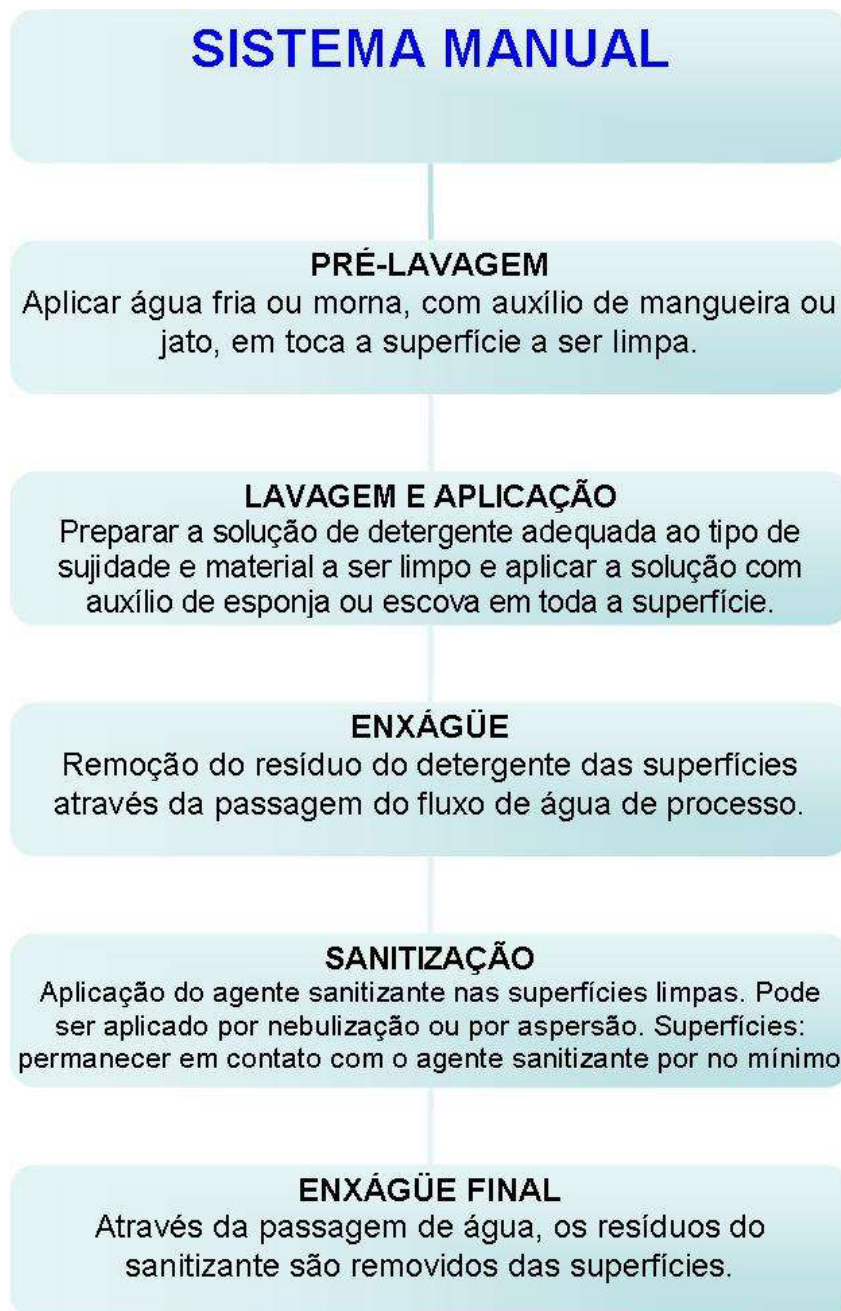 SISTEMA MANUAL
PRÉ-LAVAGEM
Aplicar água fria ou morna, com auxílio de mangueira ou
jato, em toca a superfície a ser limpa.
LAVAGEM E APLICAÇÃO
Preparar a solução de detergente adequada ao tipo de
sujidade e material a ser limpo e aplicar a solução com
auxílio de esponja ou escova em toda a superfície.
ENXÁGÜE
Remoção do resíduo do detergente das superfícies
através da passagem do fluxo de água de processo.
SANITIZAÇÃO
Aplicação do agente sanitizante nas superfícies limpas. Pode
ser aplicado por nebulização ou por aspersão. Superfícies:
permanecer em contato com o agente sanitizante por no mínimo
ENXÁGÜE FINAL
Através da passagem de água, os resíduos do
sanitizante são removidos das superfícies.